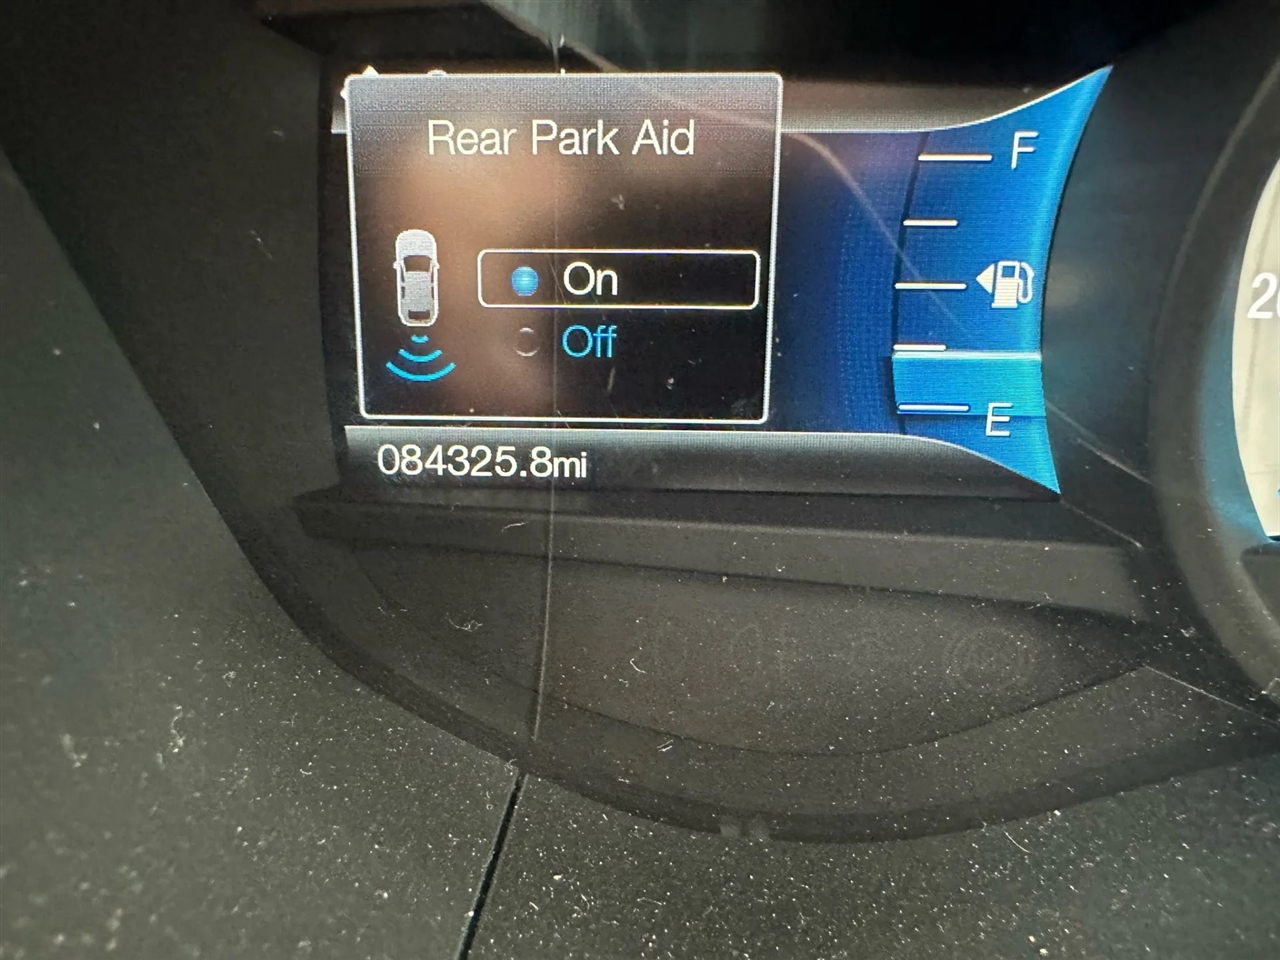 Rear Park Aid
On
Off
084325.8mi
F
E